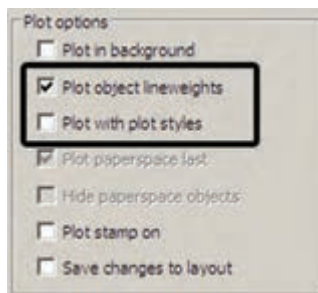 Plot options
Plot in background
Plot object lineweights
Plot with plot styles
Plot paperspace last
Hide paperspace objects
Plot stamp on
Save changes to layout